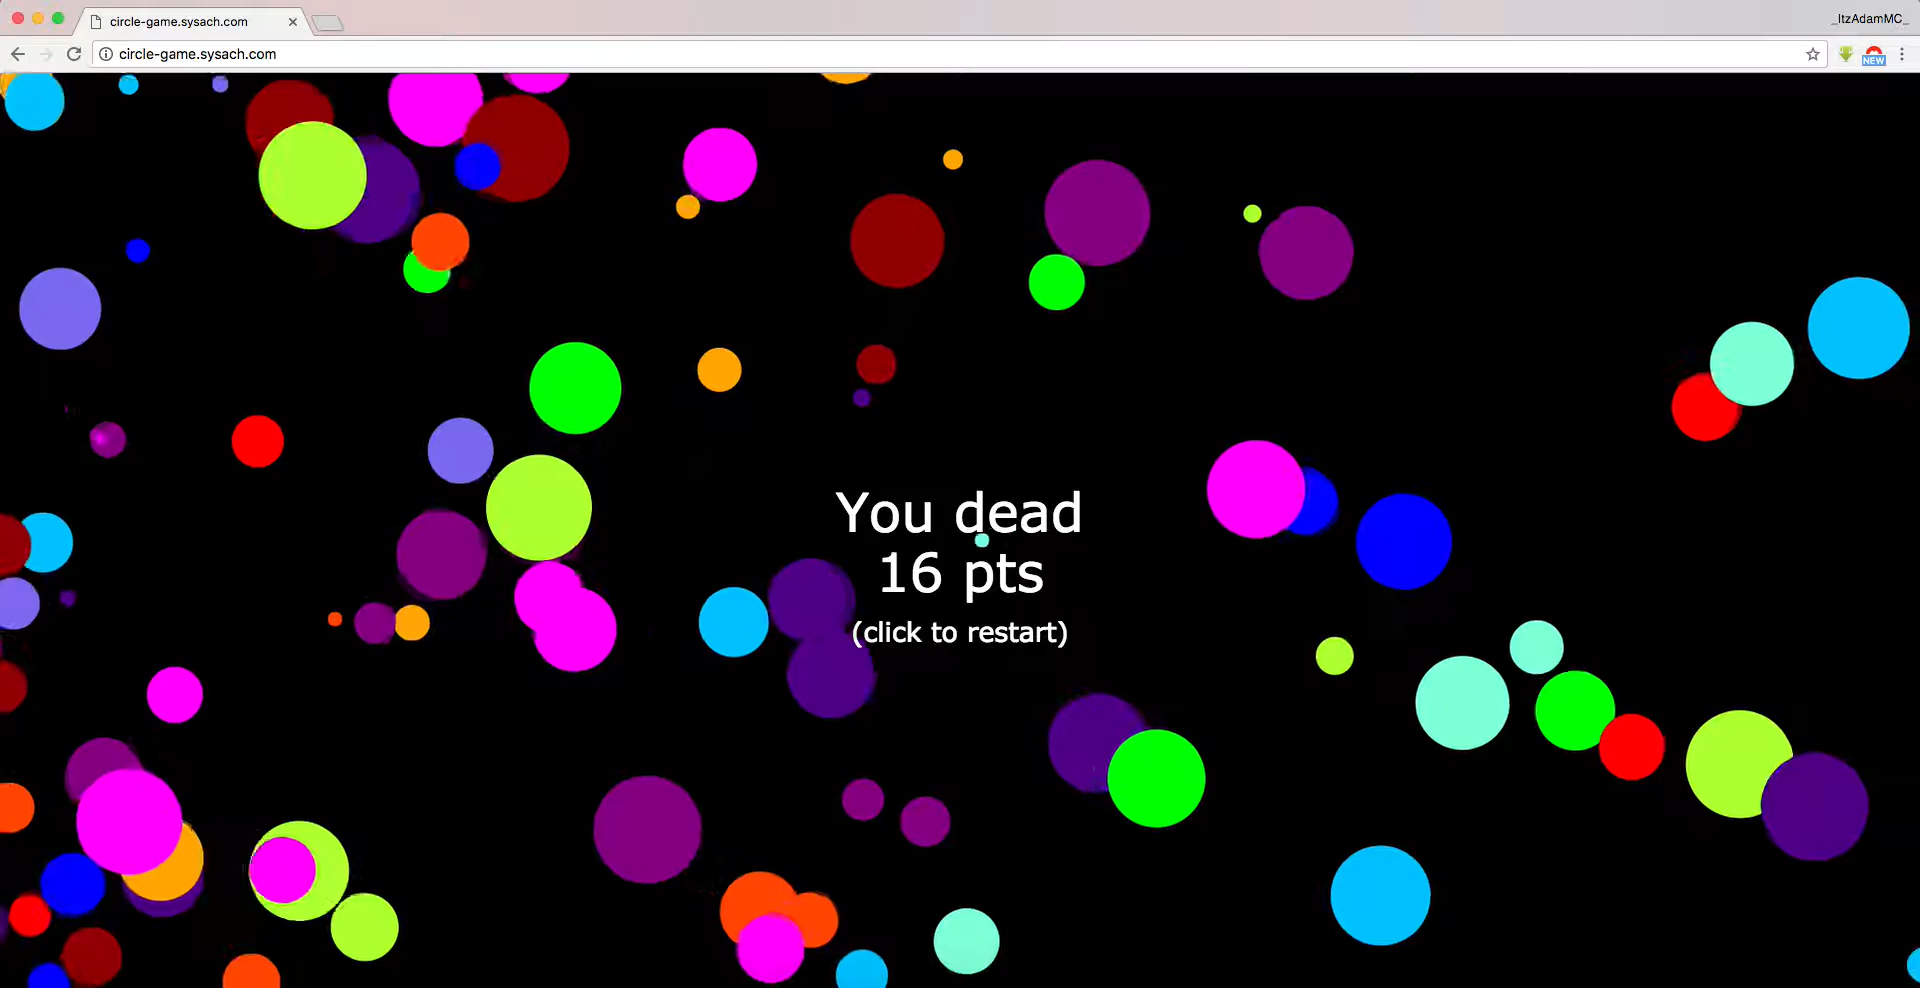 circle-game.sysach.com
_ItzAdamMC_
circle-game.sysach.com
NEW
You dead
16 pts
(click to restart)